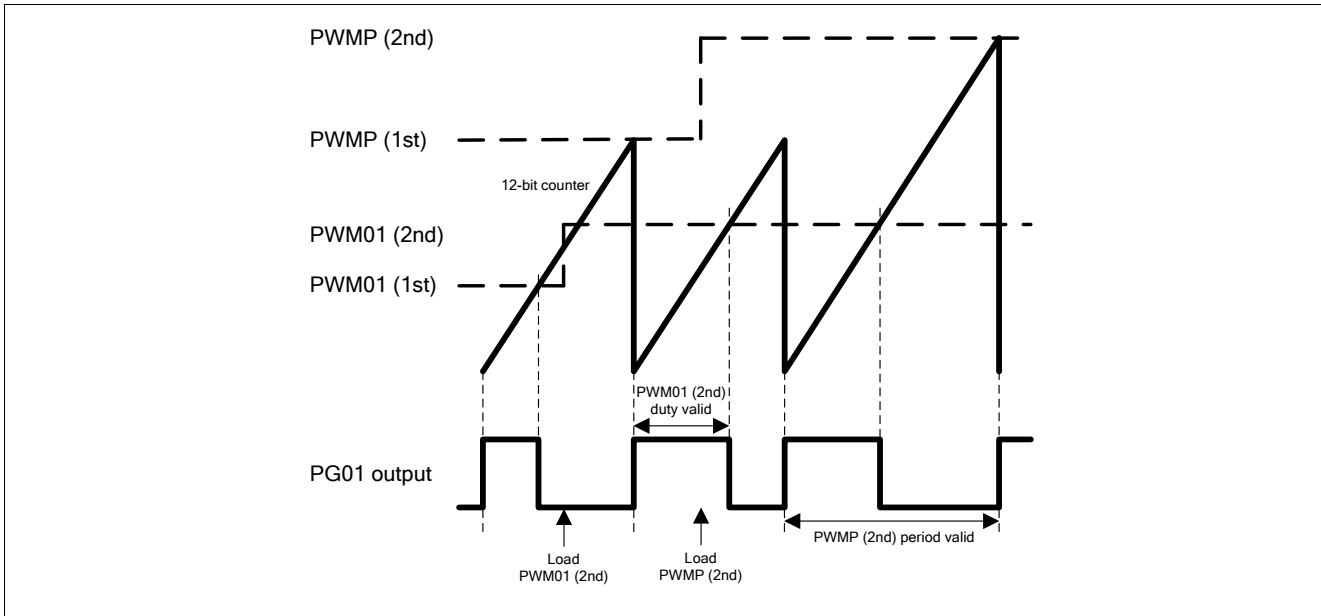 PWMP (2nd)
PWMP (1st)
12-bit counter
PWM01 (2nd)
PWM01 (1st)
PWM01 (2nd)
duty valid
PG01 output
PWMP (2nd) period valid
Load
PWM01 (2nd)
Load
PWMP (2nd)